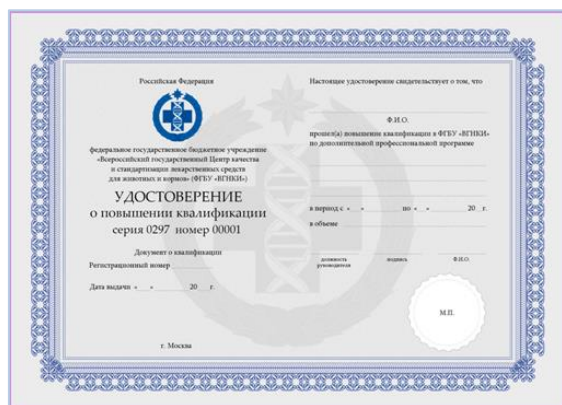 Российская Федерация
федеральное государственное бюджетное учреждение
«Всероссийский государственный Центр качества
и стандартизации лекарственных средств
для животных и кормов» (ФГБУ «ВГНКИ»)
УДОСТОВЕРЕНИЕ
о повышении квалификации
серия 0297 номер 00001
Документ о квалификации
Регистрационный номер
Дата выдачи « » 20 г.
г. Москва
Настоящее удостоверение свидетельствует о том, что
Ф.И.О.
прошел(а) повышение квалификации в ФГБУ «ВГНКИ»
по дополнительной профессиональной программе
в период с « » по « » 20 г.
в объеме
должность подпись Ф.И.О.
руководителя
М.П.